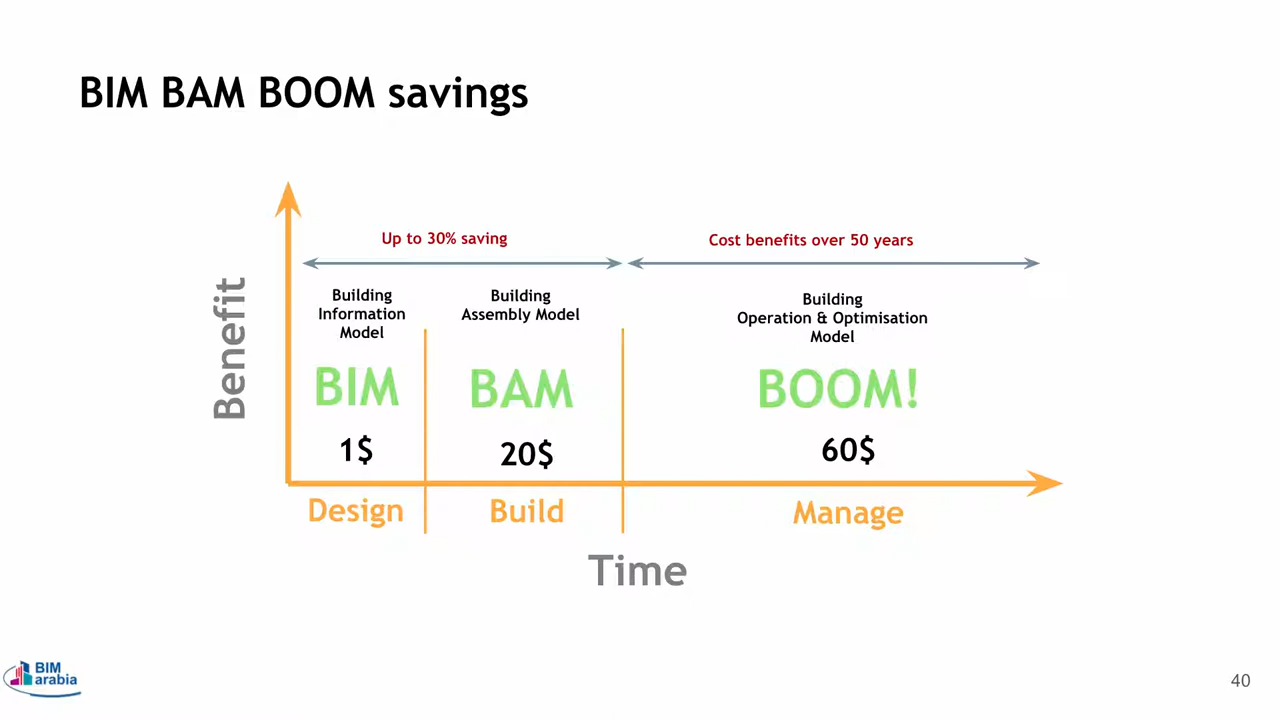 BIM BAM BOOM savings
Up to 30% saving
Cost benefits over 50 years
Building
Information
Model
Building
Assembly Model
Building
Operation & Optimisation
Model
Benefit
BIM
BAM
BOOM!
1$
20$
60$
Design
Build
Manage
Time
BIM
arabia
40